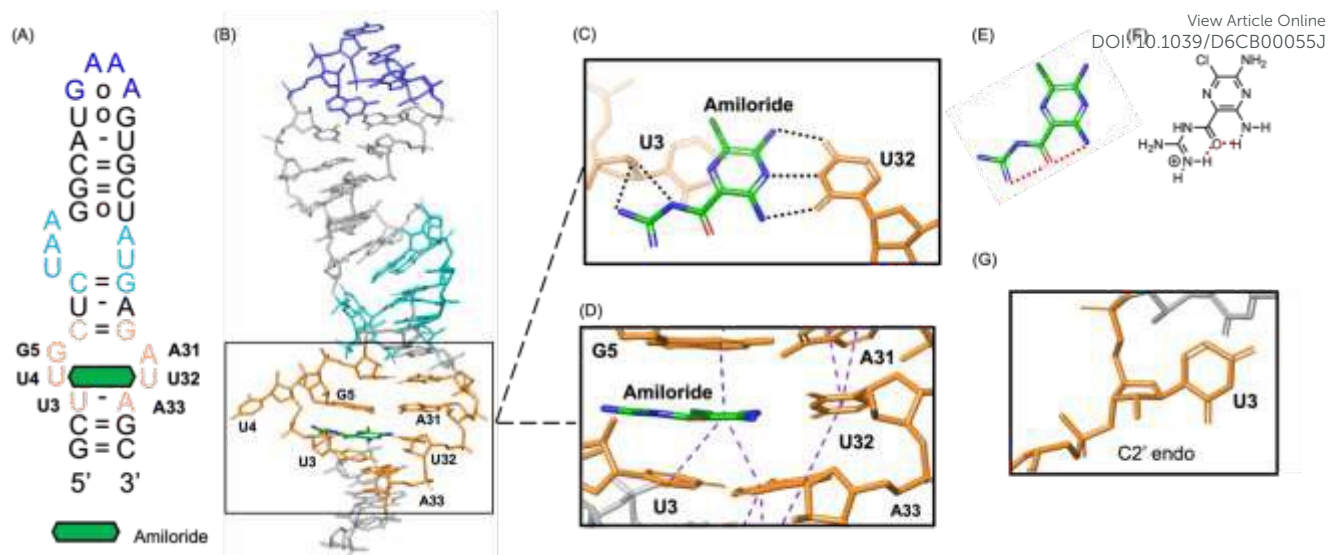 View Article Online
DOI: 10.1039/D6CB00055J
(A)
A A
G o A
U o G
A - U
C = G
G = C
G o U
A A
A U
U G
C =
U - A
C = G
G5 G A A31
U4 U U U32
U3 U - A A33
C = G
G = C
5' 3'
Amiloride
(B)
G5
U4
A31
U3
U32
A33
(C)
Amiloride
U3
U32
(D)
G5
A31
Amiloride
U32
U3
A33
(E)
(F)
Cl
NH₂
N
N
HN
N–H
O
H
NH₂
H
N
⊕
H
(G)
U3
C2' endo